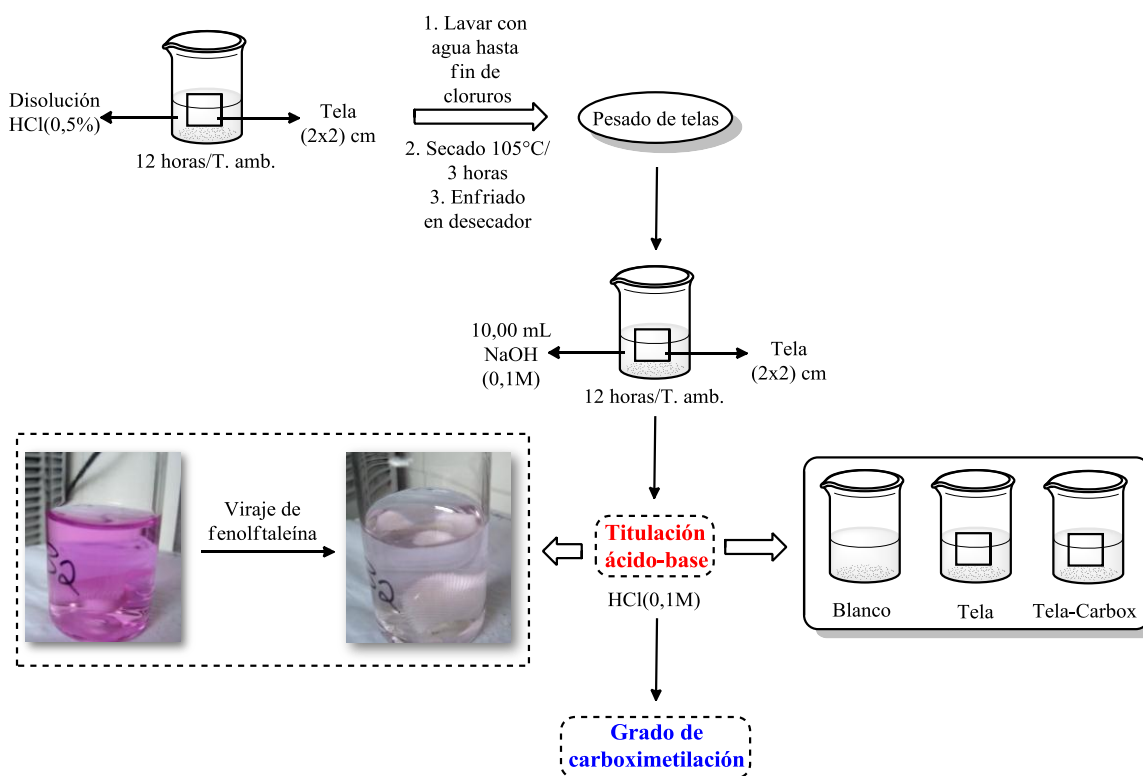 Disolución
HCl(0,5%)
Tela
(2x2) cm
12 horas/T. amb.
1. Lavar con
agua hasta
fin de
cloruros
2. Secado 105°C/
3 horas
3. Enfriado
en desecador
Pesado de telas
10,00 mL
NaOH
(0,1M)
Tela
(2x2) cm
12 horas/T. amb.
Viraje de
fenolftaleína
Titulación
ácido-base
HCl(0,1M)
Blanco
Tela
Tela-Carbox
Grado de
carboximetilación